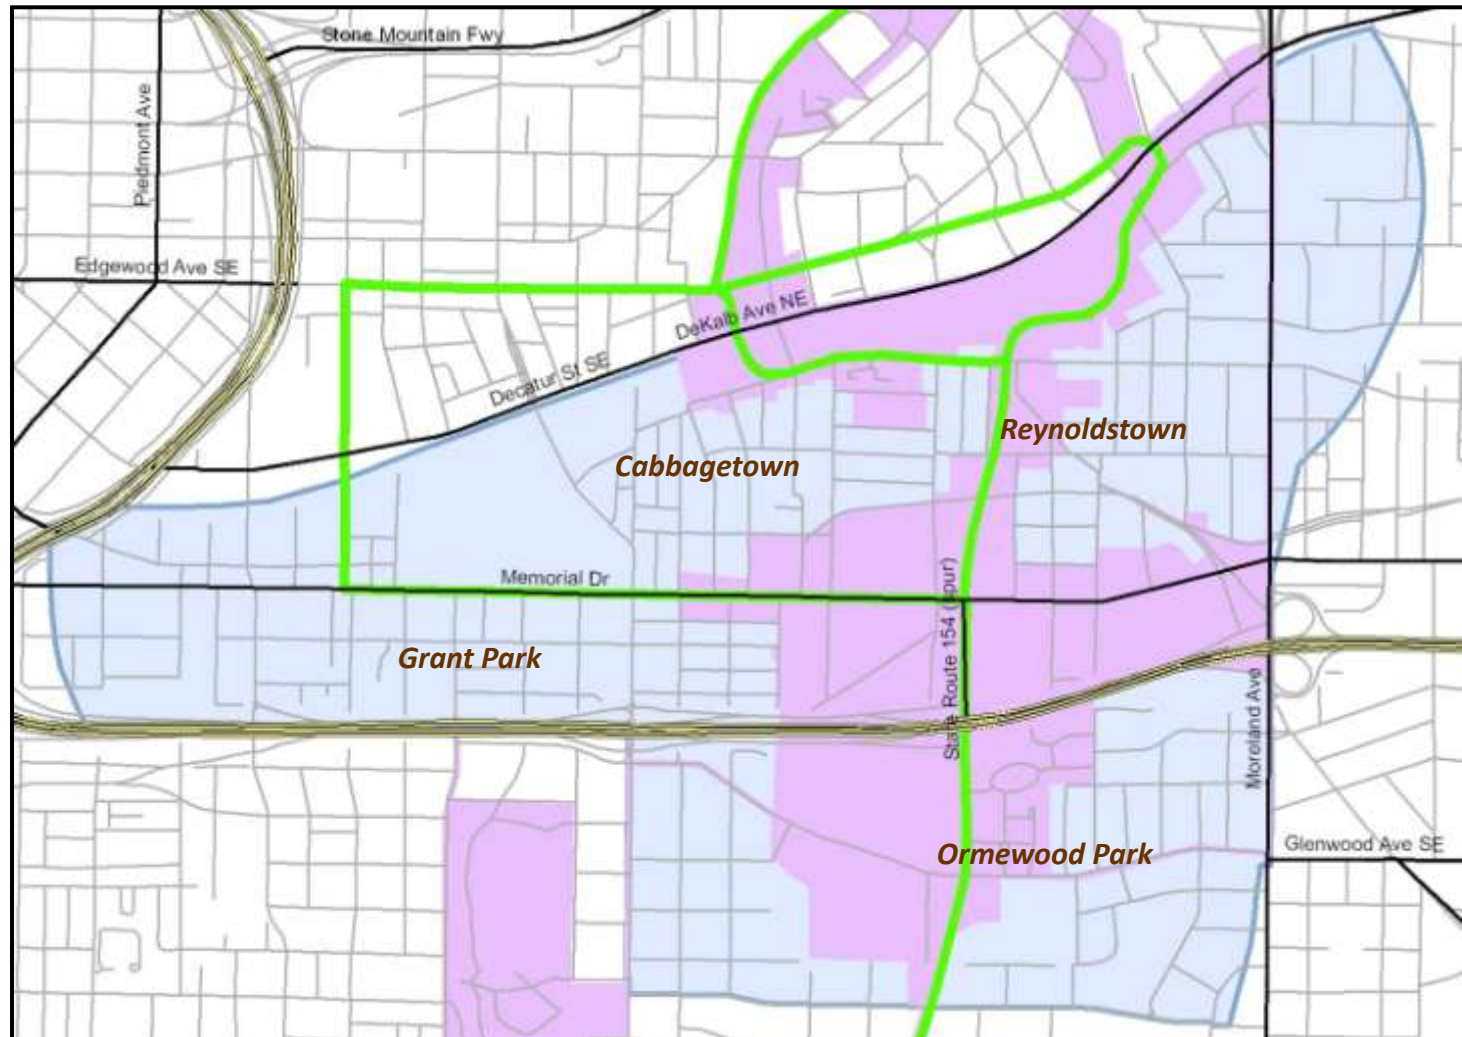 Stone Mountain Fwy
Piedmont Ave
Edgewood Ave SE
DeKalb Ave NE
Decatur St SE
Reynoldstown
Cabbagetown
Memorial Dr
State Route 154 (spur)
Grant Park
Moreland Ave
Ormewood Park
Glenwood Ave SE